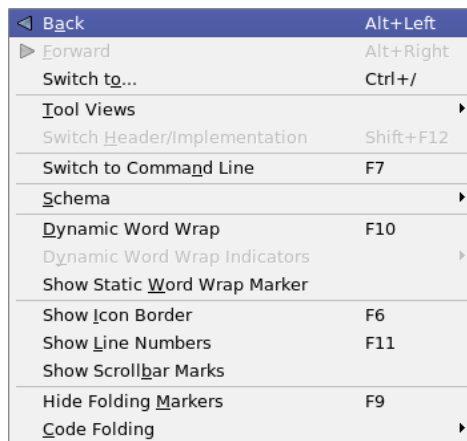 Back Alt+Left
Forward Alt+Right
Switch to... Ctrl+/
Tool Views
Switch Header/Implementation Shift+F12
Switch to Command Line F7
Schema
Dynamic Word Wrap F10
Dynamic Word Wrap Indicators
Show Static Word Wrap Marker
Show Icon Border F6
Show Line Numbers F11
Show Scrollbar Marks
Hide Folding Markers F9
Code Folding